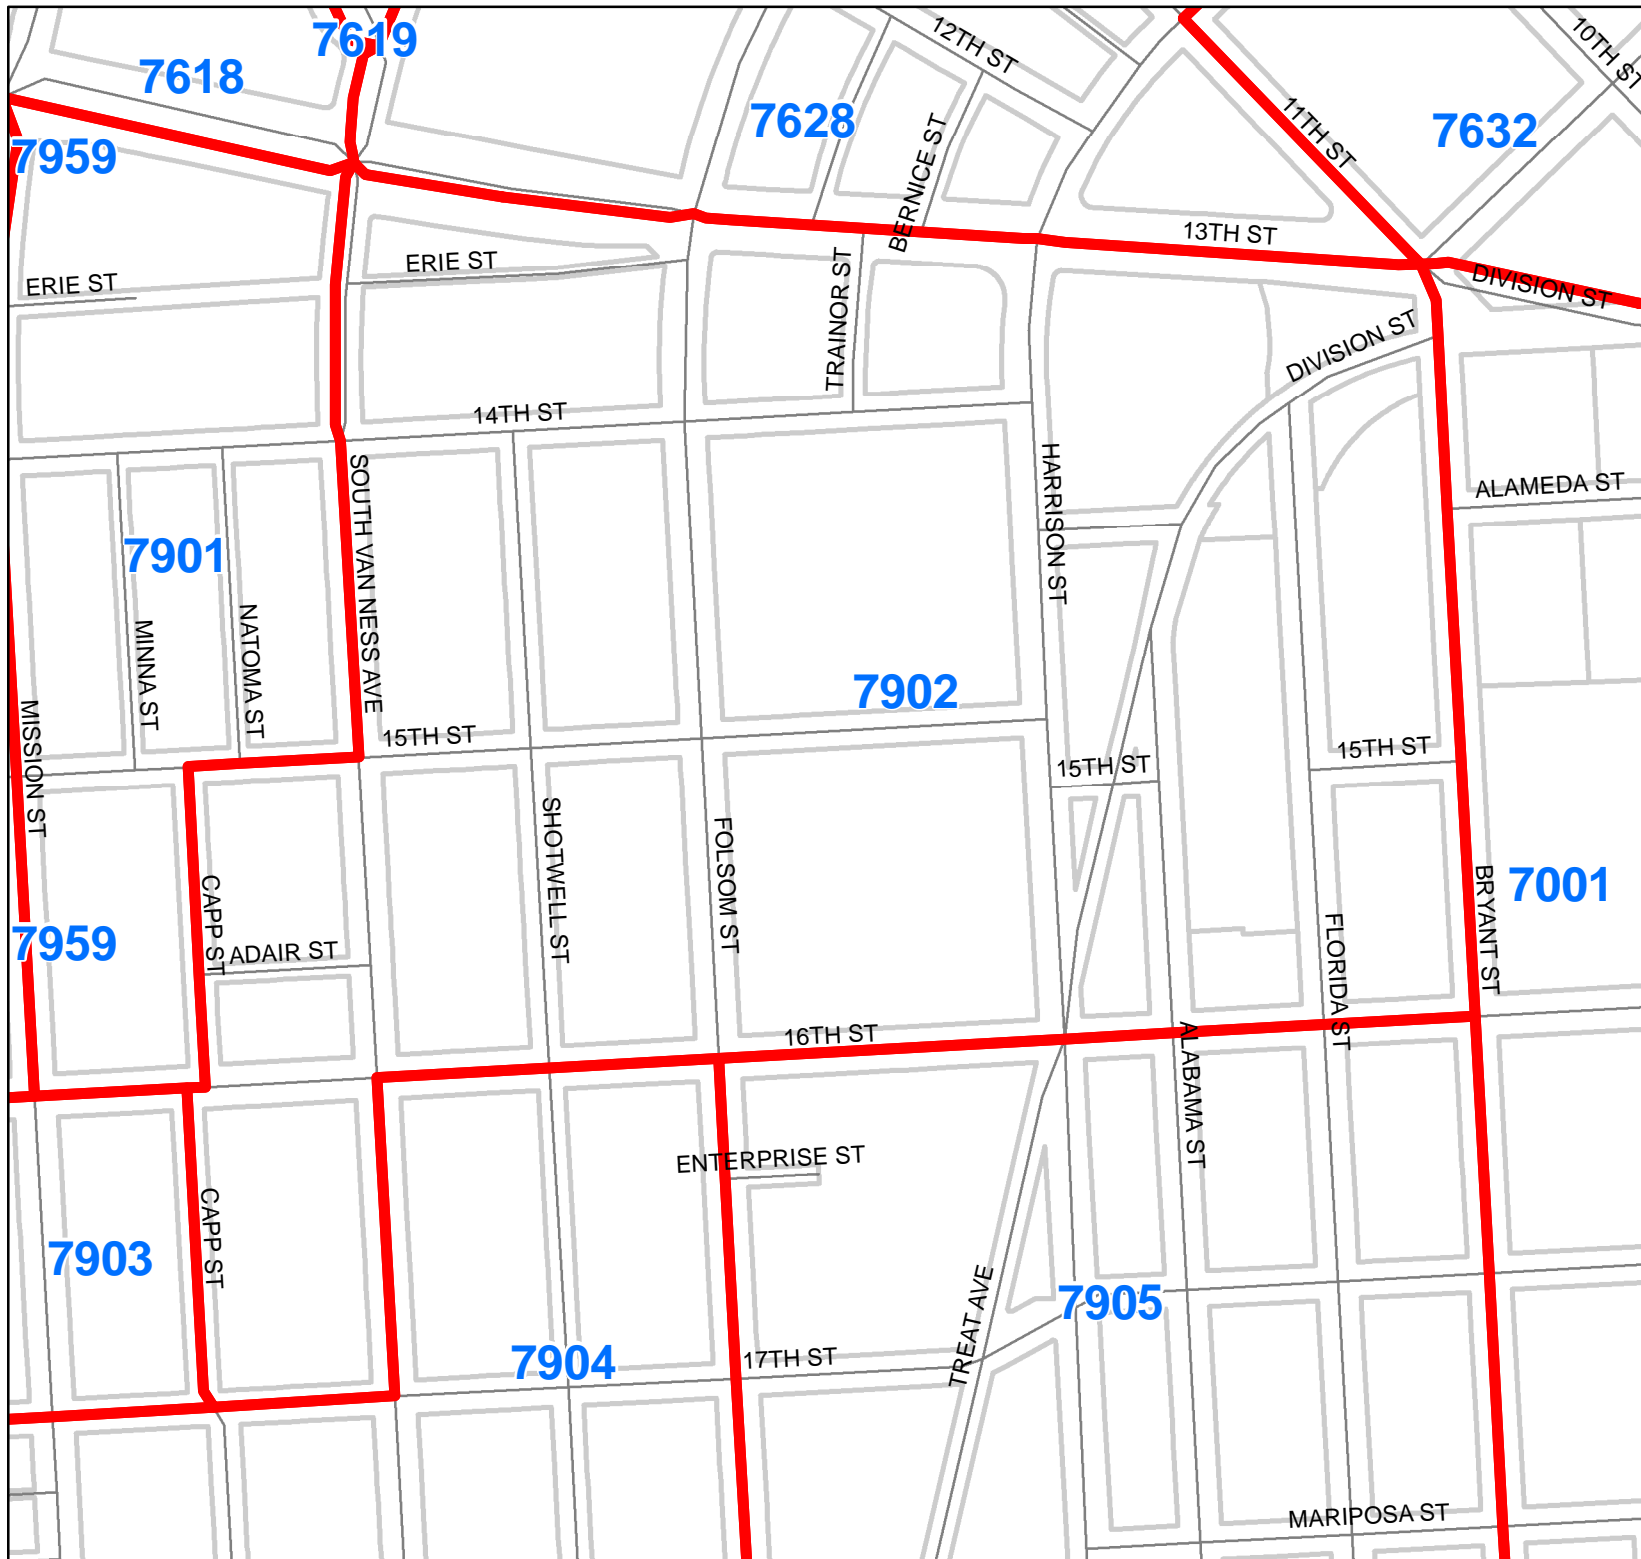 7619
7618
12TH ST
10TH ST
7628
11TH ST
7632
7959
BERNICE ST
13TH ST
ERIE ST
ERIE ST
DIVISION ST
TRAINOR ST
DIVISION ST
14TH ST
SOUTH VAN NESS AVE
HARRISON ST
ALAMEDA ST
7901
MINNA ST
NATOMA ST
7902
MISSION ST
15TH ST
15TH ST
15TH ST
SHOTWELL ST
FOLSOM ST
CAPP ST
BRYANT ST
7001
7959
ADAIR ST
FLORIDA ST
16TH ST
ALABAMA ST
ENTERPRISE ST
CAPP ST
7903
TREAT AVE
7905
7904
17TH ST
MARIPOSA ST